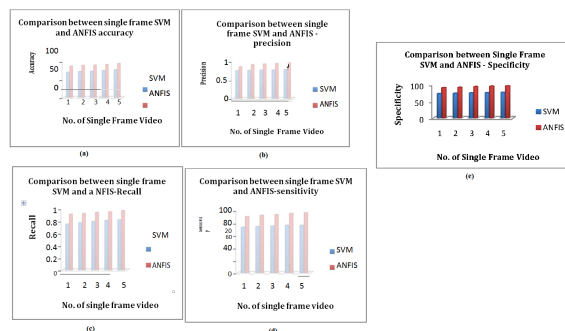 Comparison between single frame SVM
and ANFIS accuracy
Accuracy
100
50
0
1 2 3 4 5
SVM
ANFIS
No. of Single Frame Video
(a)
Comparison between single
frame SVM and ANFIS -
precision
Precision
1
0.5
0
1 2 3 4 5
SVM
ANFIS
No. of Single Frame Video
(b)
Comparison between Single Frame
SVM and ANFIS - Specificity
Specificity
100
50
0
1 2 3 4 5
SVM
ANFIS
No. of Single Frame Video
(e)
Comparison between single frame
SVM and a NFIS-Recall
Recall
1
0.8
0.6
0.4
0.2
0
1 2 3 4 5
SVM
ANFIS
No. of single frame video
(c)
Comparison between single frame SVM
and ANFIS-sensitivity
100
80
20
60
40
0
1 2 3 4 5
SVM
ANFIS
No. of single frame video
(d)